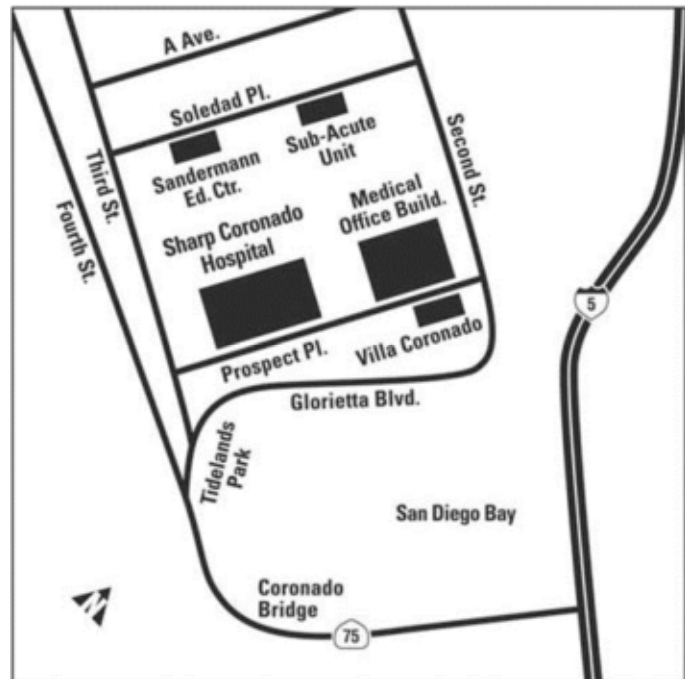 A Ave.
Soledad Pl.
Sandermann
Ed. Ctr.
Sub-Acute
Unit
Second St.
Third St.
Fourth St.
Sharp Coronado
Hospital
Medical
Office Build.
Prospect Pl.
Villa Coronado
Glorietta Blvd.
5
Tidelands
Park
San Diego Bay
Coronado
Bridge
75
N